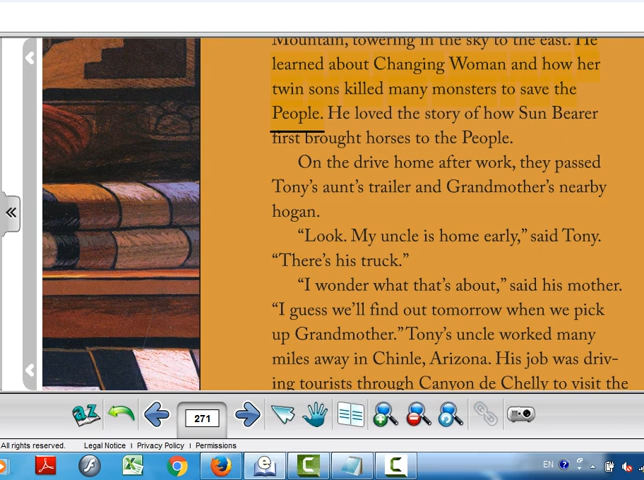 Mountain, towering in the sky to the east. He
learned about Changing Woman and how her
twin sons killed many monsters to save the
People. He loved the story of how Sun Bearer
first brought horses to the People.
On the drive home after work, they passed
Tony’s aunt’s trailer and Grandmother’s nearby
hogan.
“Look. My uncle is home early,” said Tony.
“There’s his truck.”
“I wonder what that’s about,” said his mother.
“I guess we’ll find out tomorrow when we pick
up Grandmother.” Tony’s uncle worked many
miles away in Chinle, Arizona. His job was driv-
ing tourists through Canyon de Chelly to visit the
az
271
All rights reserved. Legal Notice I Privacy Policy I Permissions
EN